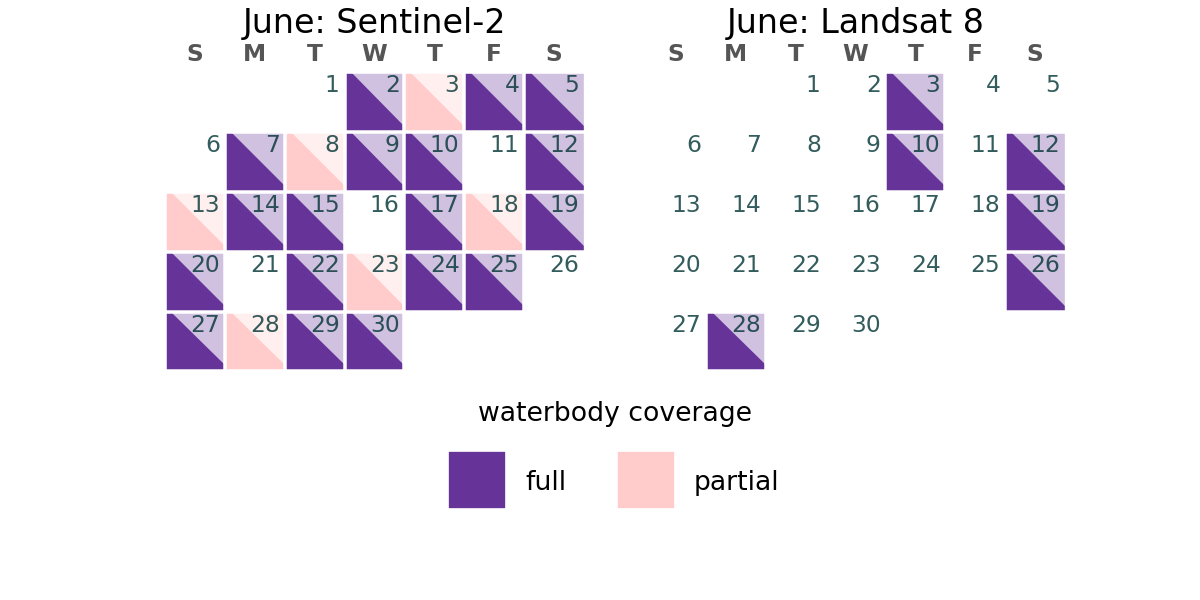 June: Sentinel-2
S M T W T F S
1 2 3 4 5
6 7 8 9 10 11 12
13 14 15 16 17 18 19
20 21 22 23 24 25 26
27 28 29 30
June: Landsat 8
S M T W T F S
1 2 3 4 5
6 7 8 9 10 11 12
13 14 15 16 17 18 19
20 21 22 23 24 25 26
27 28 29 30
waterbody coverage
full partial